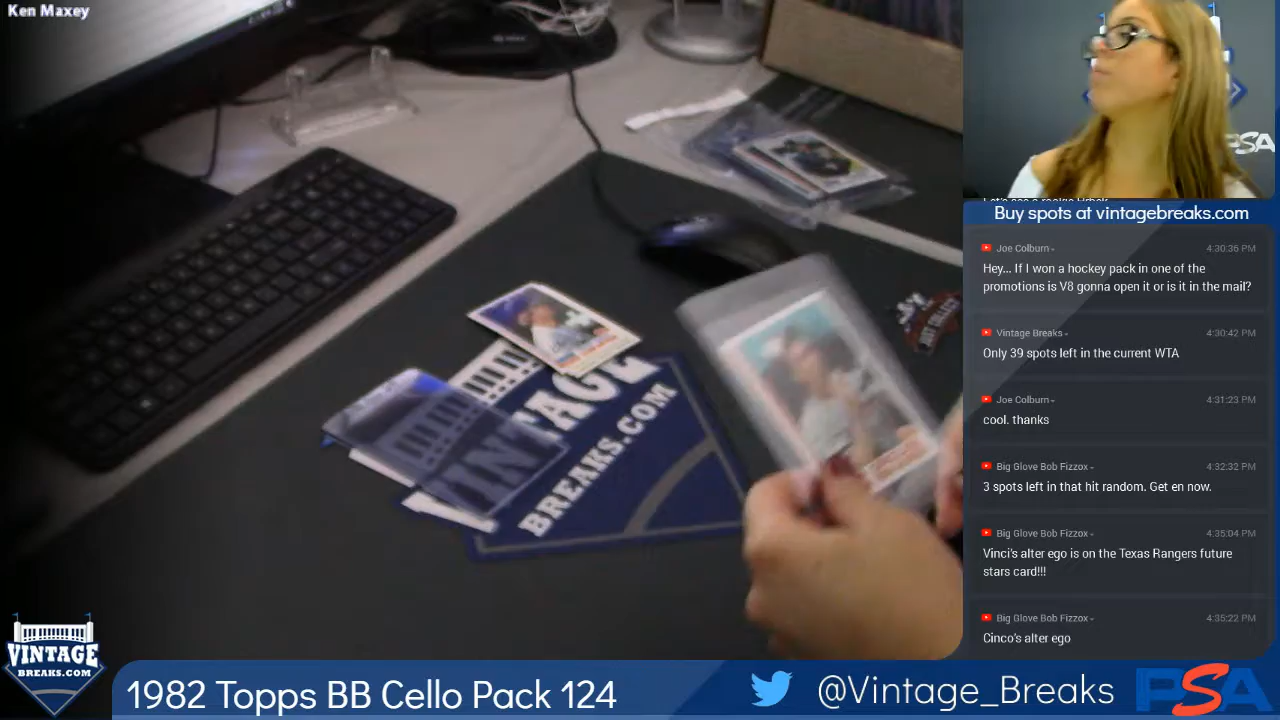 Ken Maxey
PSA
Buy spots at vintagebreaks.com
Joe Colburn
4:30:36 PM
Hey... If I won a hockey pack in one of the
promotions is V8 gonna open it or is it in the mail?
Vintage Breaks
4:30:42 PM
Only 39 spots left in the current WTA
Joe Colburn
4:31:23 PM
cool. thanks
Big Glove Bob Fizzox
4:32:32 PM
3 spots left in that hit random. Get en now.
Big Glove Bob Fizzox
4:35:04 PM
Vinci's alter ego is on the Texas Rangers future
stars card!!!
Big Glove Bob Fizzox
4:35:22 PM
Cinco's alter ego
VINTAGE
BREAKS.COM
VINTAGE
BREAKS.COM
1982 Topps BB Cello Pack 124
@Vintage_Breaks
PSA